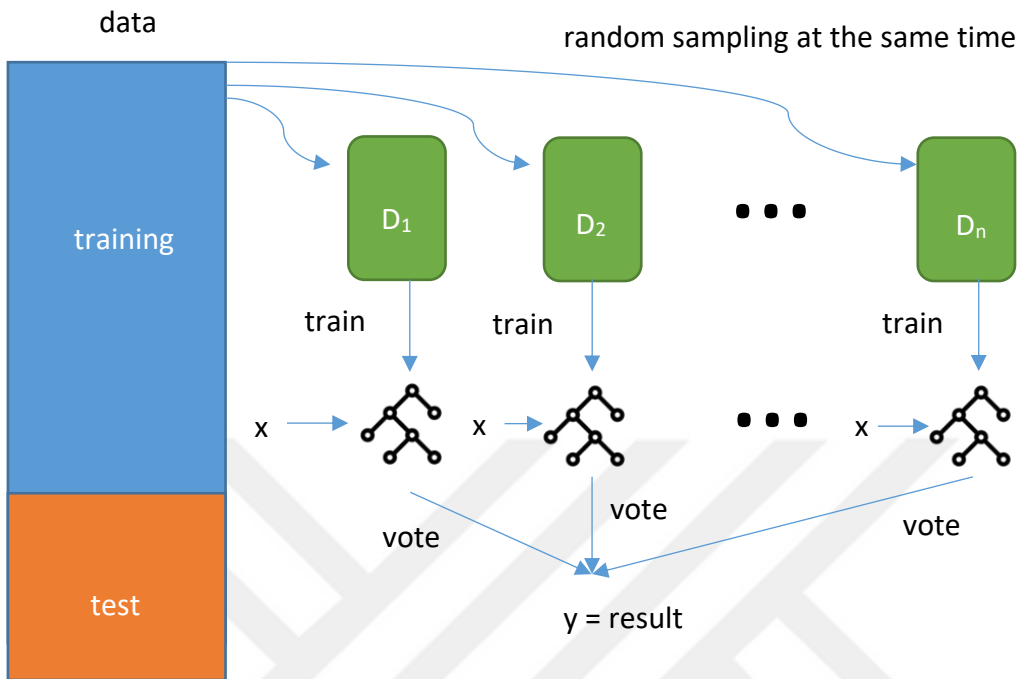 data
random sampling at the same time
training
D₁
D₂
Dₙ
train
train
train
x
x
x
vote
vote
vote
y = result
test